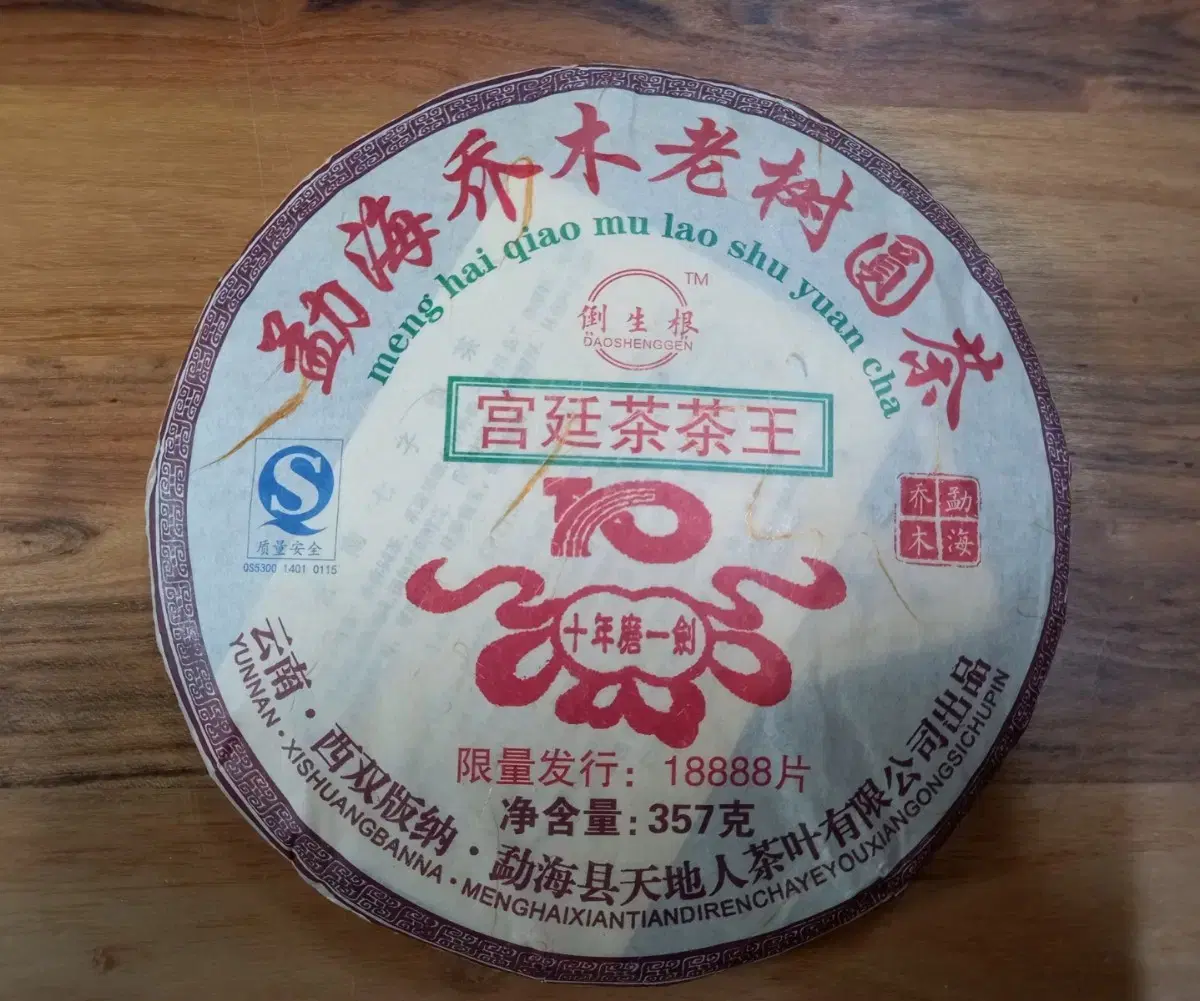 勐海乔木老树圆茶
meng hai qiao mu lao shu yuan cha
TM
倒生根
DAOSHENGGEN
宫廷茶茶王
质量安全
QS5300 1401 0115
勐海
乔木
10
十年磨一劍
限量发行：18888片
净含量：357克
云南·西双版纳·勐海县天地人茶叶有限公司出品
YUNNAN·XISHUANGBANNA·MENGHAIXIANTIANDIRENCHAYEYOUXIANGONGSICHUPIN